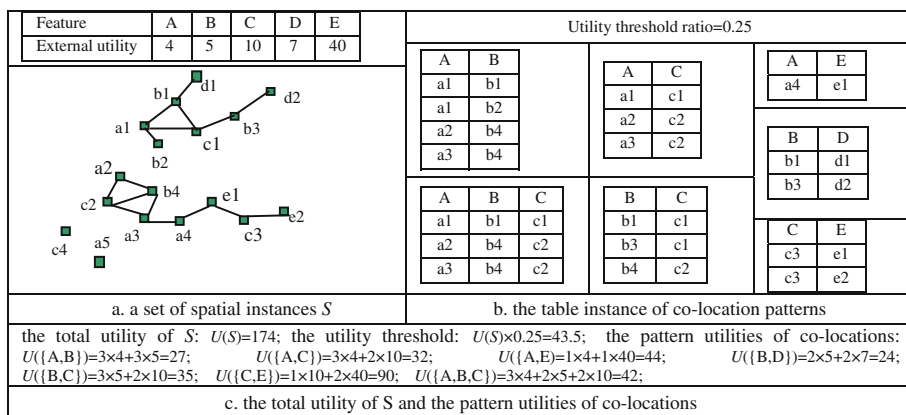 Feature A B C D E
External utility 4 5 10 7 40
Utility threshold ratio=0.25
d1
b1
d2
a1
b3
c1
b2
a2
b4
c2
e1
a3
a4
c3
e2
c4
a5
A B
a1 b1
a1 b2
a2 b4
a3 b4
A C
a1 c1
a2 c2
a3 c2
A E
a4 e1
B D
b1 d1
b3 d2
A B C
a1 b1 c1
a2 b4 c2
a3 b4 c2
B C
b1 c1
b3 c1
b4 c2
C E
c3 e1
c3 e2
a. a set of spatial instances S
b. the table instance of co-location patterns
the total utility of S: U(S)=174; the utility threshold: U(S)×0.25=43.5; the pattern utilities of co-locations:
U({A,B})=3×4+3×5=27; U({A,C})=3×4+2×10=32; U({A,E)=1×4+1×40=44; U({B,D})=2×5+2×7=24;
U({B,C})=3×5+2×10=35; U({C,E})=1×10+2×40=90; U({A,B,C})=3×4+2×5+2×10=42;
c. the total utility of S and the pattern utilities of co-locations